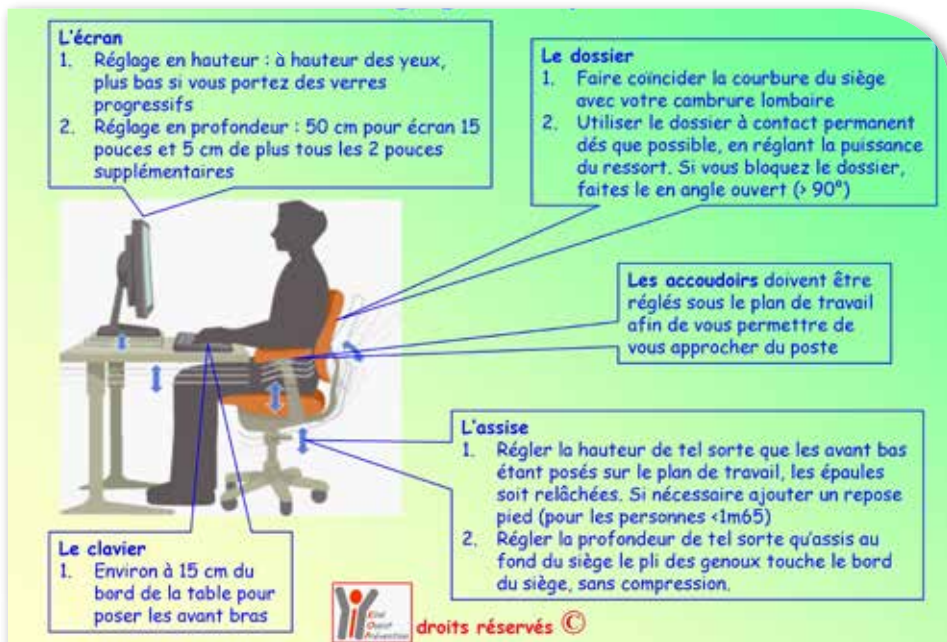 L'écran
1. Réglage en hauteur : à hauteur des yeux,
plus bas si vous portez des verres
progressifs
2. Réglage en profondeur : 50 cm pour écran 15
pouces et 5 cm de plus tous les 2 pouces
supplémentaires
Le dossier
1. Faire coïncider la courbure du siège
avec votre cambrure lombaire
2. Utiliser le dossier à contact permanent
dés que possible, en réglant la puissance
du ressort. Si vous bloquez le dossier,
faites le en angle ouvert (> 90°)
Les accoudoirs doivent être
réglés sous le plan de travail
afin de vous permettre de
vous approcher du poste
L'assise
1. Régler la hauteur de tel sorte que les avant bas
étant posés sur le plan de travail, les épaules
soit relâchées. Si nécessaire ajouter un repose
pied (pour les personnes <1m65)
2. Régler la profondeur de tel sorte qu'assis au
fond du siège le pli des genoux touche le bord
du siège, sans compression.
Le clavier
1. Environ à 15 cm du
bord de la table pour
poser les avant bras
Ouest
Prévention
droits réservés ©